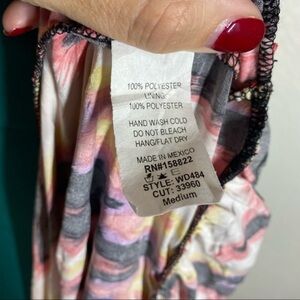 100% POLYESTER
LINING:
100% POLYESTER
HAND WASH COLD
DO NOT BLEACH
HANG/FLAT DRY
MADE IN MEXICO
RN#158822
STYLE: WD484
CUT: 33960
Medium